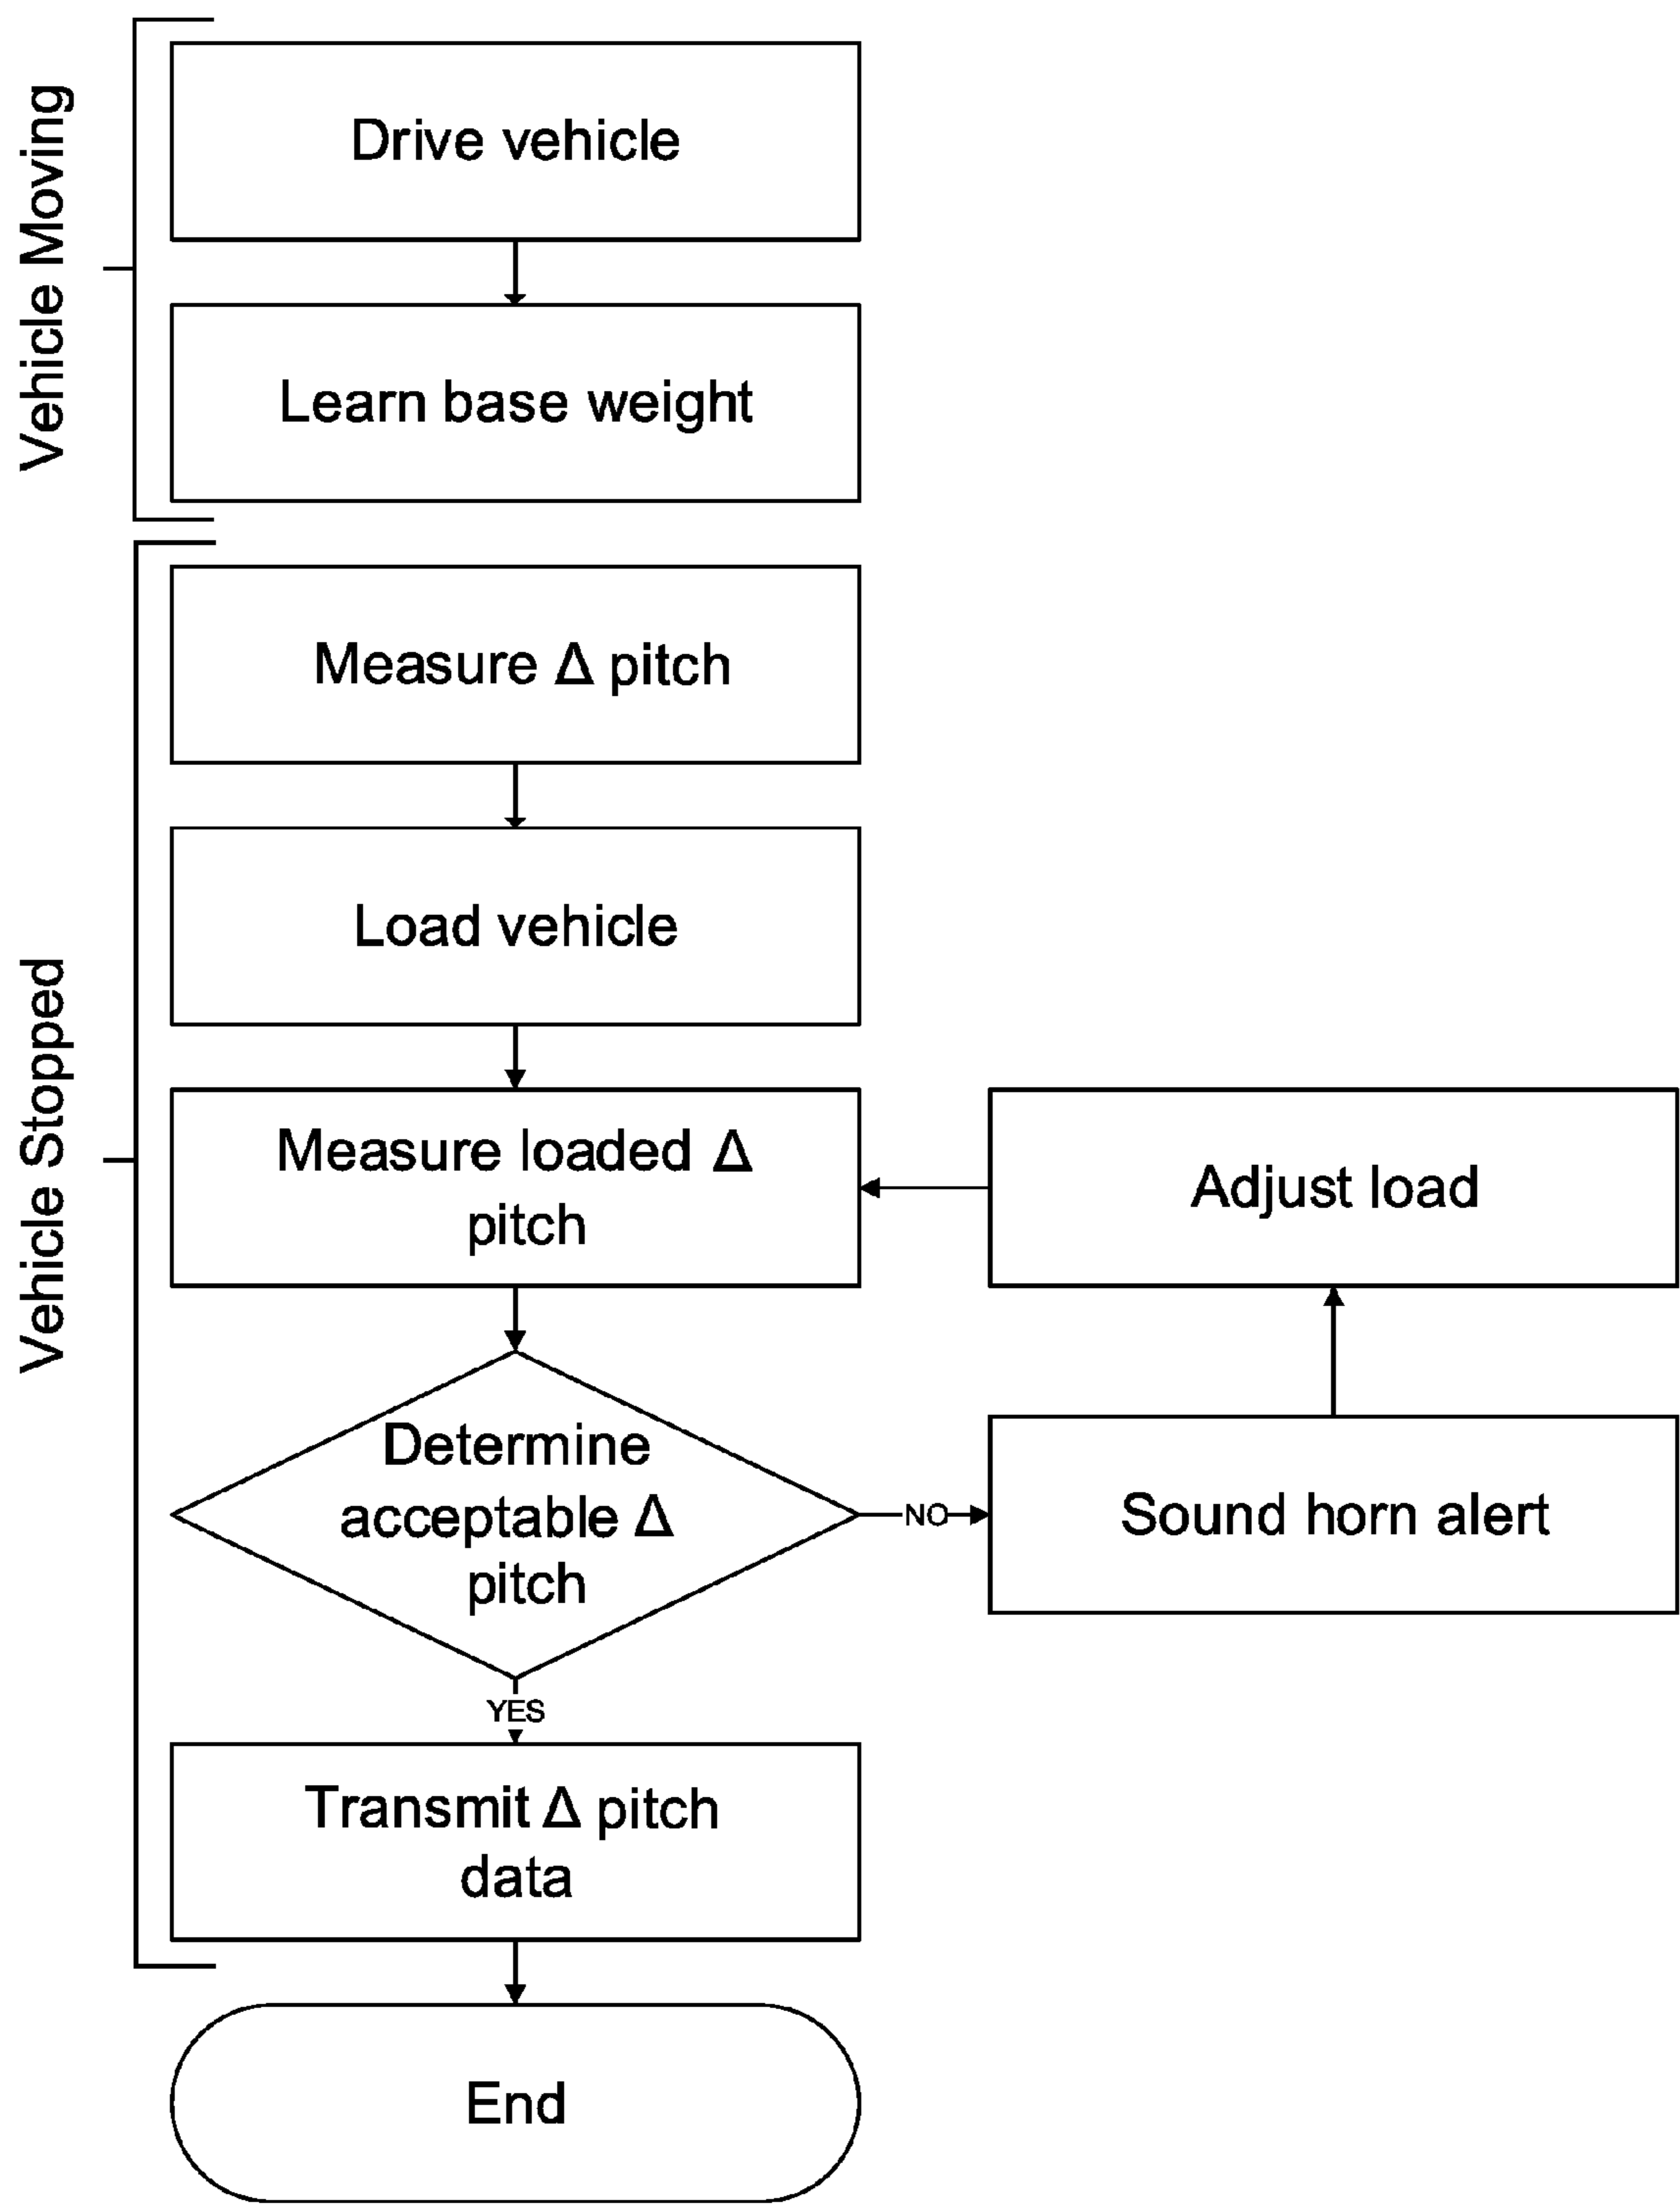 Vehicle Moving
Drive vehicle
Learn base weight
Vehicle Stopped
Measure Δ pitch
Load vehicle
Measure loaded Δ
pitch
Adjust load
Determine
acceptable Δ
pitch
NO
Sound horn alert
YES
Transmit Δ pitch
data
End